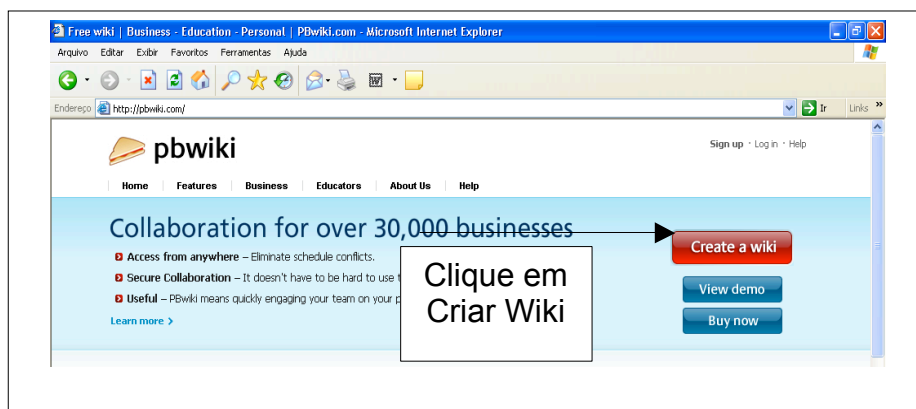 Free wiki | Business - Education - Personal | PBwiki.com - Microsoft Internet Explorer
Arquivo Editar Exibir Favoritos Ferramentas Ajuda
Endereço http://pbwiki.com/ Ir Links »
pbwiki
Sign up · Log in · Help
Home Features Business Educators About Us Help
Collaboration for over 30,000 businesses
Access from anywhere – Eliminate schedule conflicts.
Secure Collaboration – It doesn't have to be hard to use
Useful – PBwiki means quickly engaging your team on your
Learn more >
Clique em
Criar Wiki
Create a wiki
View demo
Buy now